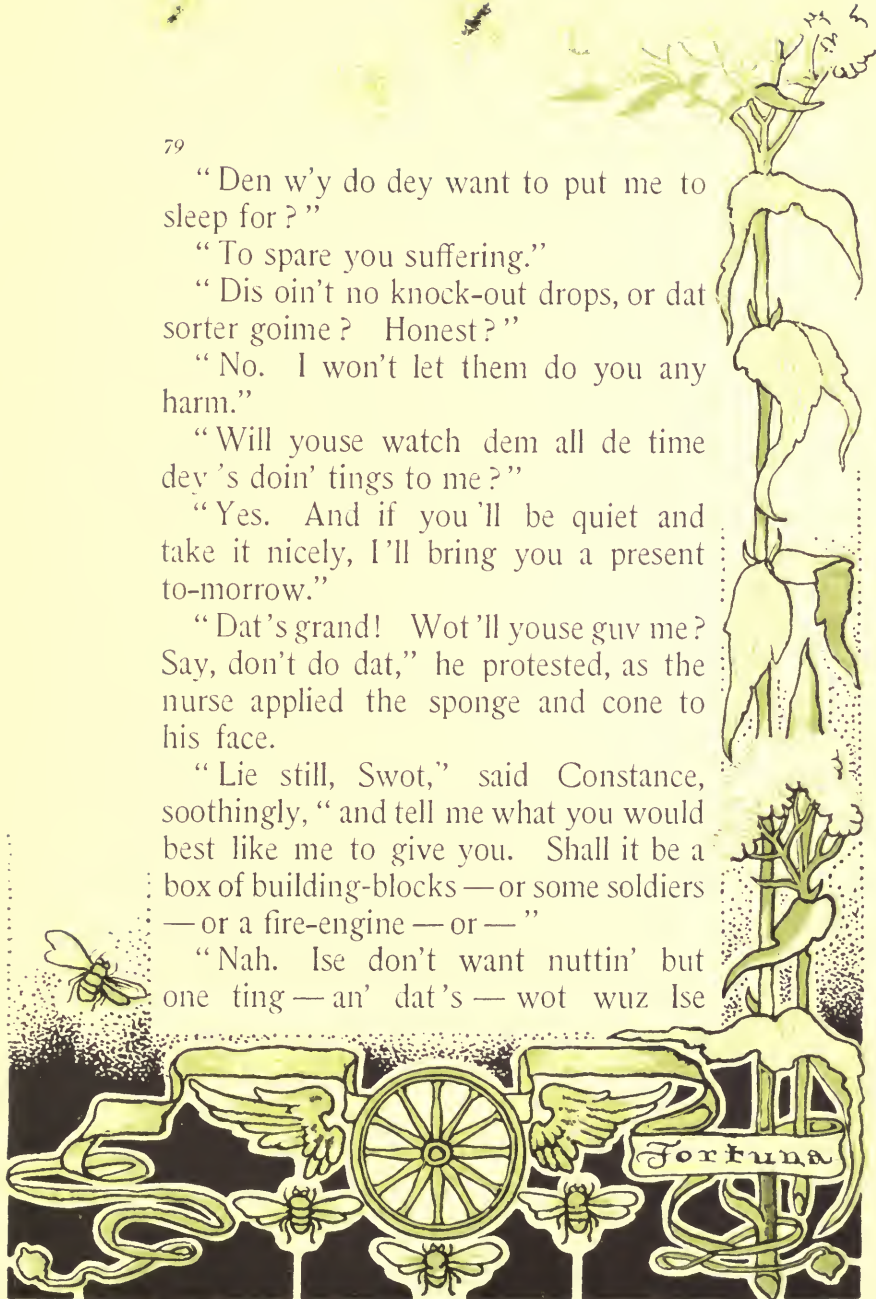 79
“Den w'y do dey want to put me to
sleep for?”
“To spare you suffering.”
“Dis oin't no knock-out drops, or dat
sorter goime? Honest?”
“No. I won't let them do you any
harm.”
“Will youse watch dem all de time
dey 's doin' tings to me?”
“Yes. And if you 'll be quiet and
take it nicely, I'll bring you a present
to-morrow.”
“Dat's grand! Wot 'll youse guv me?
Say, don't do dat,” he protested, as the
nurse applied the sponge and cone to
his face.
“Lie still, Swot,” said Constance,
soothingly, “and tell me what you would
best like me to give you. Shall it be a
box of building-blocks — or some soldiers
— or a fire-engine — or — ”
“Nah. Ise don't want nuttin' but
one ting — an' dat's — wot wuz Ise
Fortuna